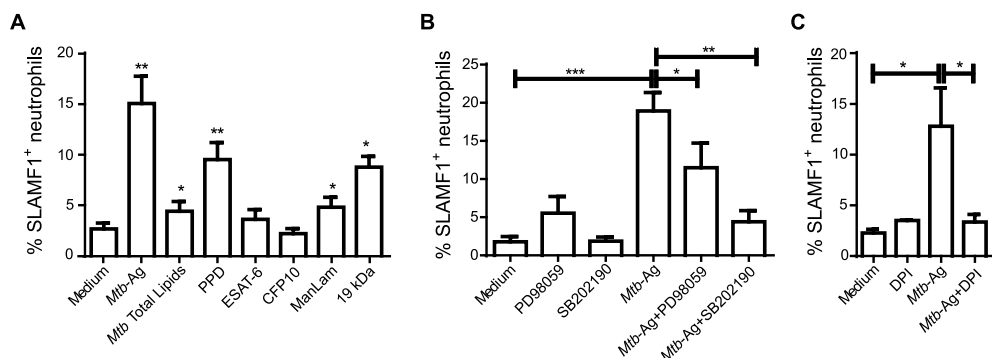 A
% SLAMF1+ neutrophils
20
15
10
5
0
**
*
**
*
*
Medium
Mtb-Ag
Mtb Total Lipids
PPD
ESAT-6
CFP10
ManLam
19 kDa
B
% SLAMF1+ neutrophils
25
20
15
10
5
0
**
***
*
Medium
PD98059
SB202190
Mtb-Ag
Mtb-Ag+PD98059
Mtb-Ag+SB202190
C
% SLAMF1+ neutrophils
20
15
10
5
0
*
*
Medium
DPI
Mtb-Ag
Mtb-Ag+DPI